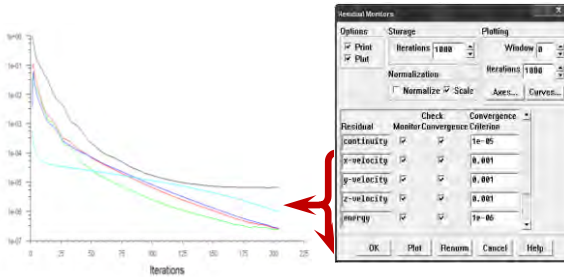 1e+00
1e-01
1e-02
1e-03
1e-04
1e-05
1e-06
1e-07
0 25 50 75 100 125 150 175 200 225
Iterations
Residual Monitors
Options Storage Plotting
Print
Plot
Iterations 1000
Window 0
Iterations 1000
Normalization
Normalize Scale
Axes... Curves...
Check Convergence
Residual Monitor Convergence Criterion
continuity 1e-05
x-velocity 0.001
y-velocity 0.001
z-velocity 0.001
energy 1e-06
OK Plot Renorm Cancel Help